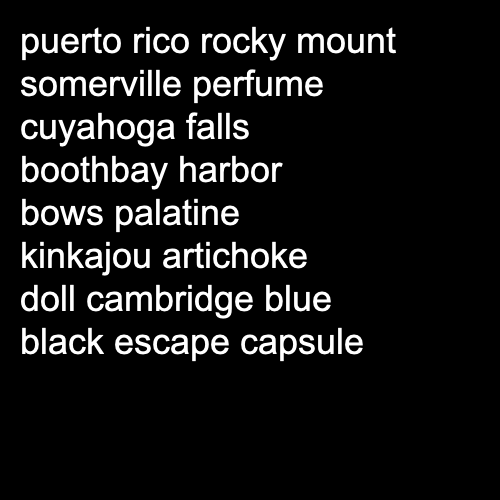 puerto rico rocky mount
somerville perfume
cuyahoga falls
boothbay harbor
bows palatine
kinkajou artichoke
doll cambridge blue
black escape capsule